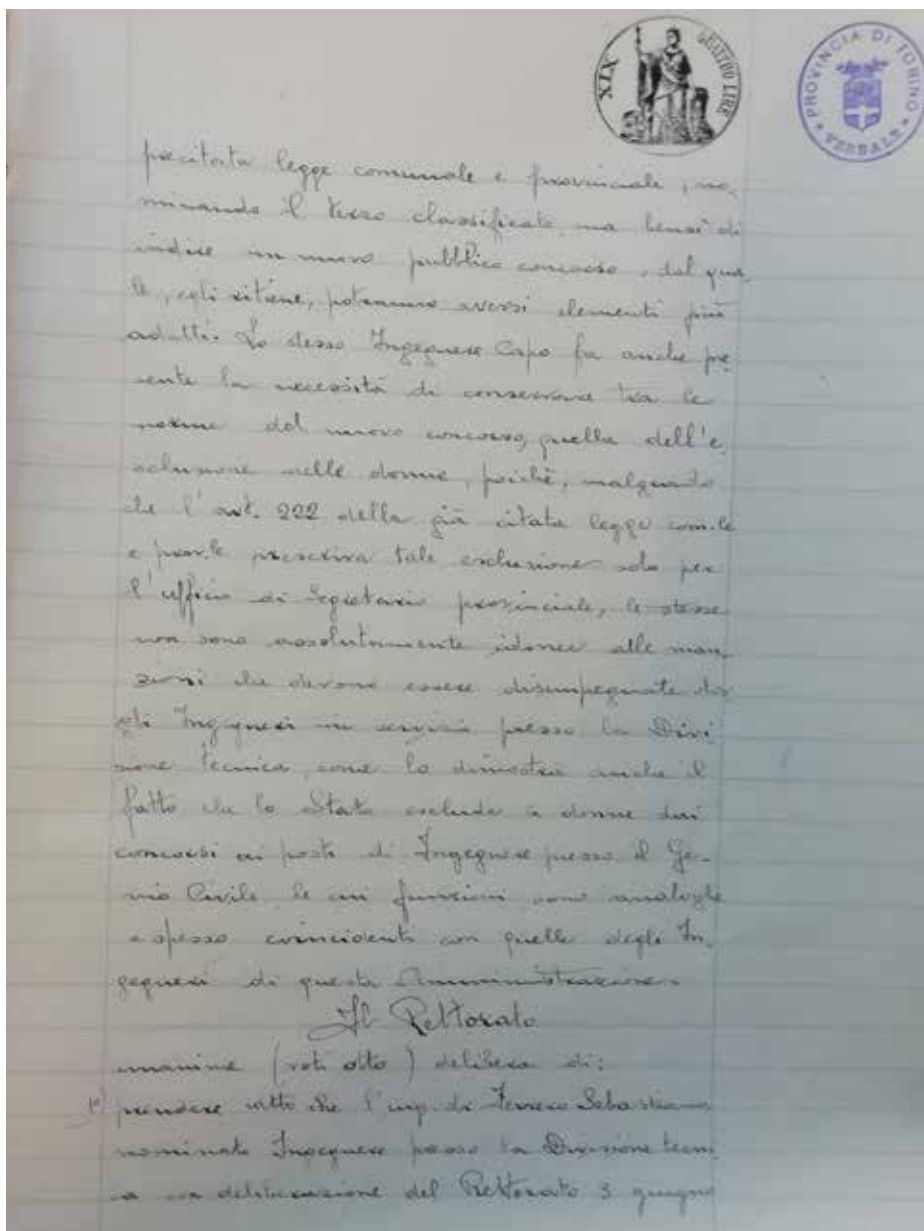 XIX QUATTRO LIRE
PROVINCIA DI TORINO
VERBALE
precitata legge comunale e provinciale, no-
minando il terzo classificato, ma bensì di
indire un nuovo pubblico concorso, dal qua-
le, egli ritiene, potranno aversi elementi più
adatti. Lo stesso Ingegnere Capo fa anche pre
sente la necessità di conservare tra le
norme del nuovo concorso, quella dell'e
sclusione nelle donne, poichè, malgrado
che l'art. 222 della già citata legge com.le
e prov.le prescriva tale esclusione solo per
l'ufficio di Segretario provinciale, le stesse
non sono assolutamente idonee alle man-
sioni che devono essere disimpegnate da
gli Ingegneri in servizio presso la Divi
sione tecnica, come lo dimostra anche il
fatto che lo Stato esclude le donne dai
concorsi ai posti di Ingegnere presso il Ge-
nio Civile, le cui funzioni sono analoghe
e spesso coincidenti con quelle degli In-
gegneri di questa Amministrazione.
Il Rettorato
unanime (voti otto) delibera di:
1°) prendere atto che l'ing. di Ferrero Sebastiano
nominato Ingegnere presso la Divisione tecni
ca con deliberazione del Rettorato 3 giugno